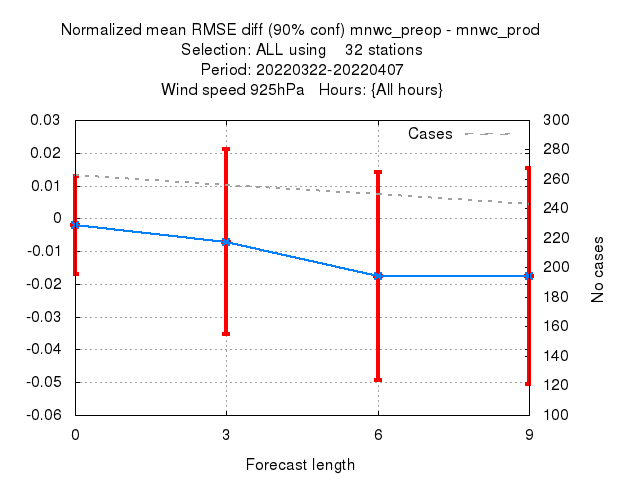 Normalized mean RMSE diff (90% conf) mnwc_preop - mnwc_prod
Selection: ALL using    32 stations
Period: 20220322-20220407
Wind speed 925hPa   Hours: {All hours}
Cases
0.03
0.02
0.01
0
-0.01
-0.02
-0.03
-0.04
-0.05
-0.06
300
280
260
240
220
200
180
160
140
120
100
No cases
0 3 6 9
Forecast length